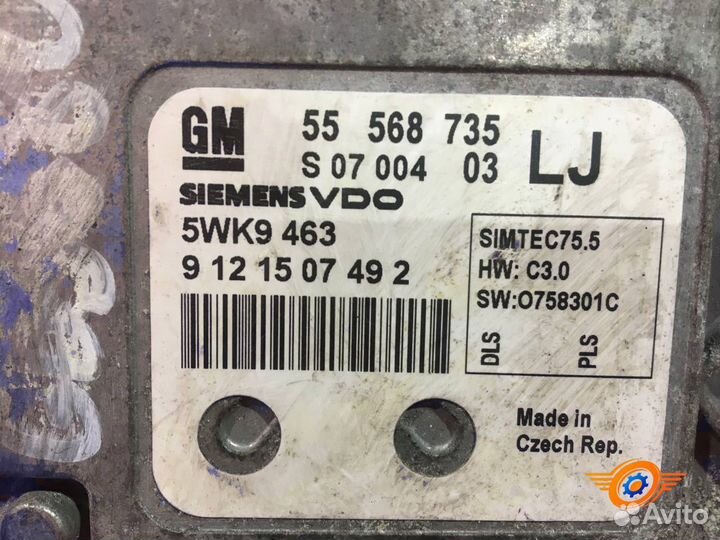 GM 55 568 735 LJ
S 07 004 03
SIEMENS VDO
5WK9 463
9 12 15 07 49 2
SIMTEC75.5
HW: C3.0
SW:O758301C
DLS
PLS
Made in
Czech Rep.
Avito